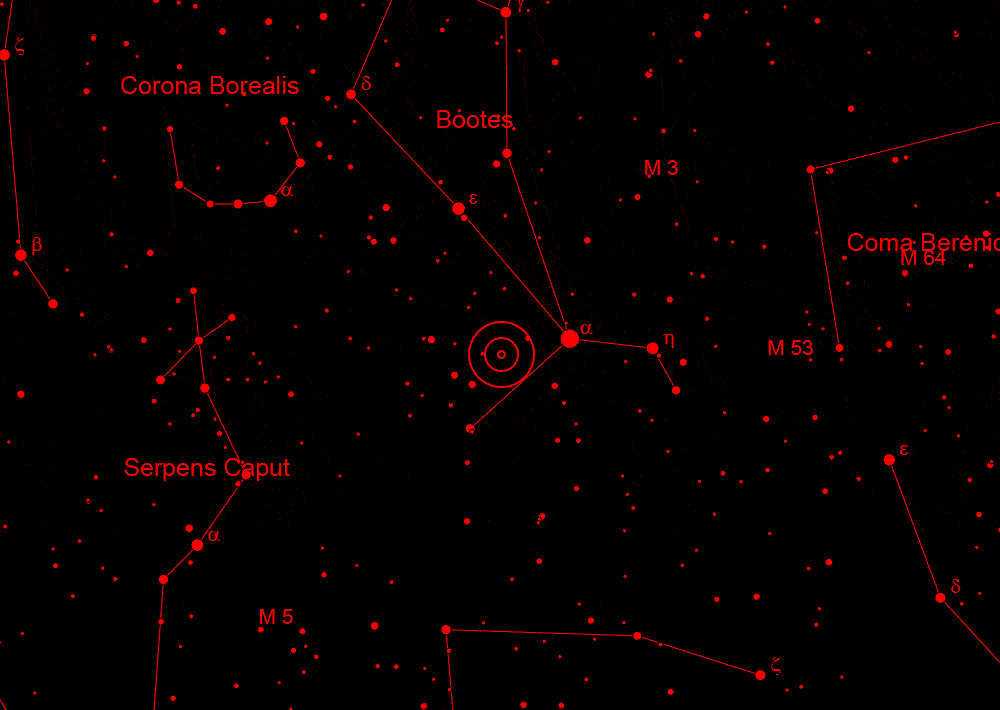 γ
ζ
δ
Corona Borealis
Bootes
M 3
α
ε
β
Coma Berenic
M 64
α
η
M 53
ε
Serpens Caput
α
δ
M 5
ζ